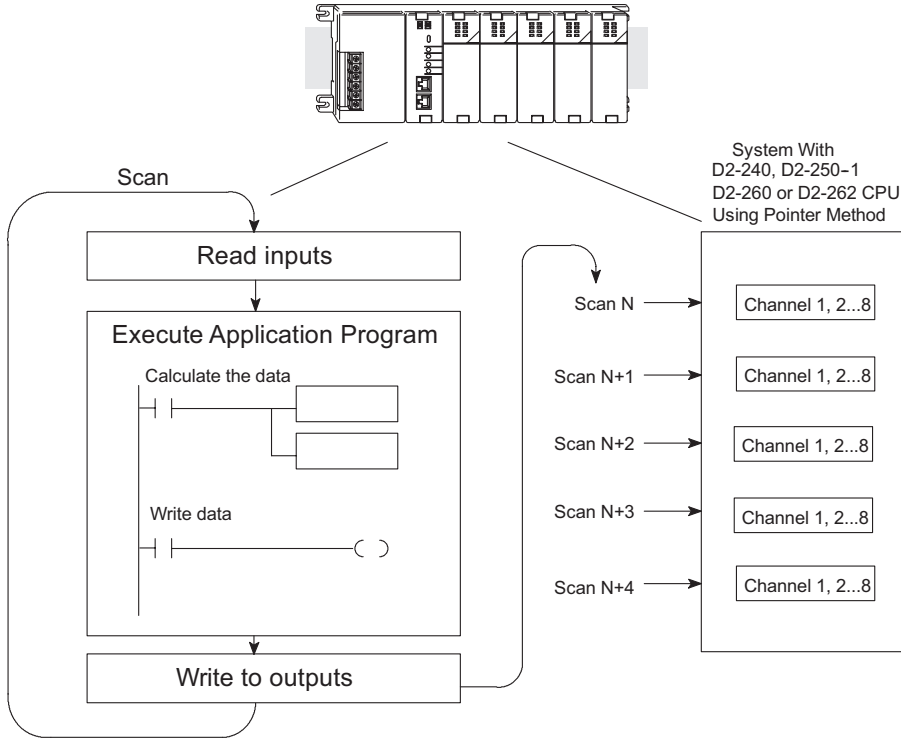 System With
D2-240, D2-250-1
D2-260 or D2-262 CPU
Using Pointer Method
Scan
Read inputs
Execute Application Program
Calculate the data
Write data
Write to outputs
Scan N
Channel 1, 2...8
Scan N+1
Channel 1, 2...8
Scan N+2
Channel 1, 2...8
Scan N+3
Channel 1, 2...8
Scan N+4
Channel 1, 2...8